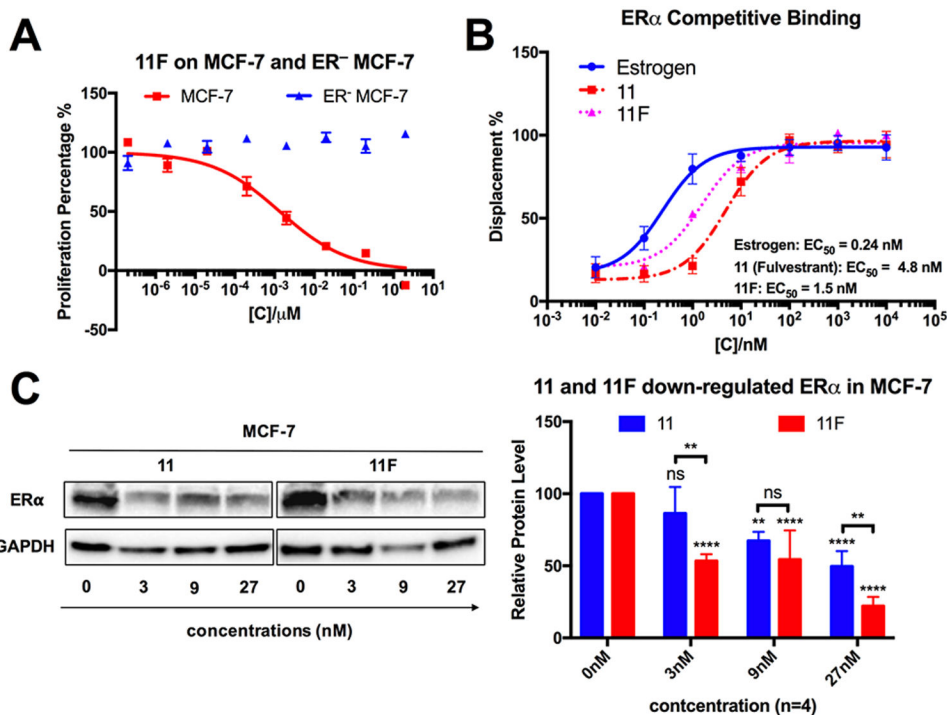 A
11F on MCF-7 and ER⁻ MCF-7
MCF-7
ER⁻ MCF-7
Proliferation Percentage %
150
100
50
0
-50
10⁻⁶ 10⁻⁵ 10⁻⁴ 10⁻³ 10⁻² 10⁻¹ 10⁰ 10¹
[C]/μM
B
ERα Competitive Binding
Estrogen
11
11F
Displacement %
150
100
50
0
Estrogen: EC₅₀ = 0.24 nM
11 (Fulvestrant): EC₅₀ = 4.8 nM
11F: EC₅₀ = 1.5 nM
10⁻³ 10⁻² 10⁻¹ 10⁰ 10¹ 10² 10³ 10⁴ 10⁵
[C]/nM
C
MCF-7
11 11F
ERα
GAPDH
0 3 9 27 0 3 9 27
concentrations (nM)
11 and 11F down-regulated ERα in MCF-7
11
11F
Relative Protein Level
150
100
50
0
**
ns
****
ns
**
****
**
****
****
0nM 3nM 9nM 27nM
contcentration (n=4)